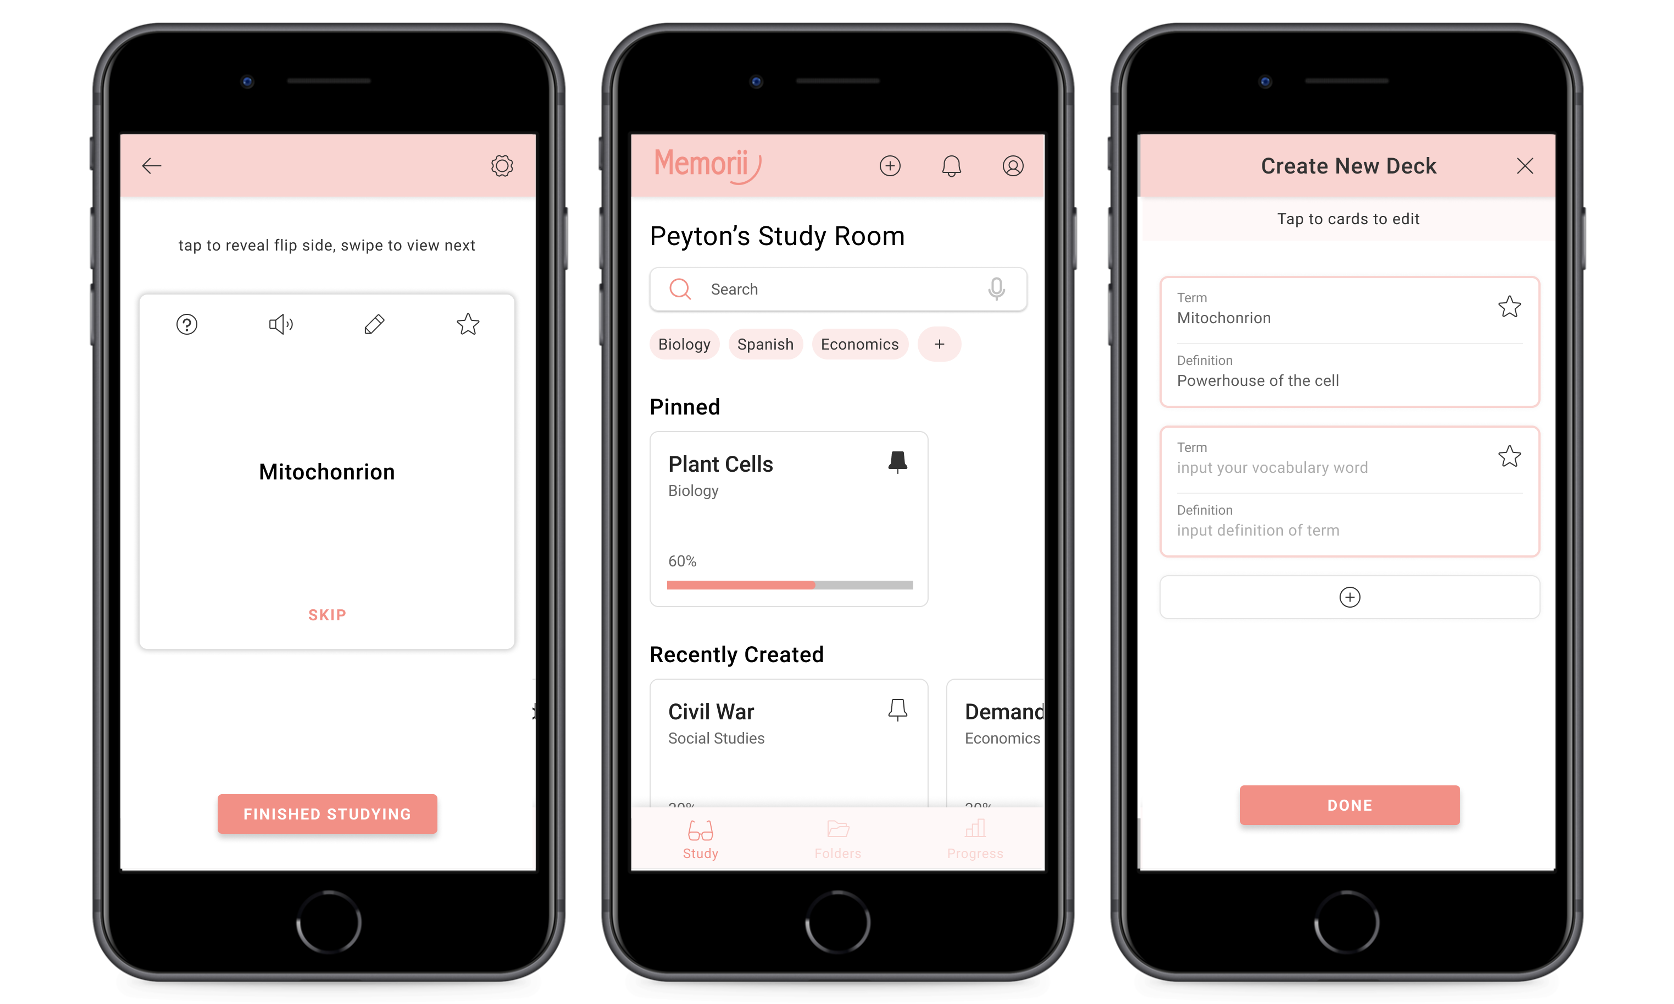 tap to reveal flip side, swipe to view next
Mitochonrion
SKIP
FINISHED STUDYING
Memorii
Peyton's Study Room
Search
Biology
Spanish
Economics
+
Pinned
Plant Cells
Biology
60%
Recently Created
Civil War
Social Studies
Demand
Economics
Study
Folders
Progress
Create New Deck
Tap to cards to edit
Term
Mitochonrion
Definition
Powerhouse of the cell
Term
input your vocabulary word
Definition
input definition of term
DONE